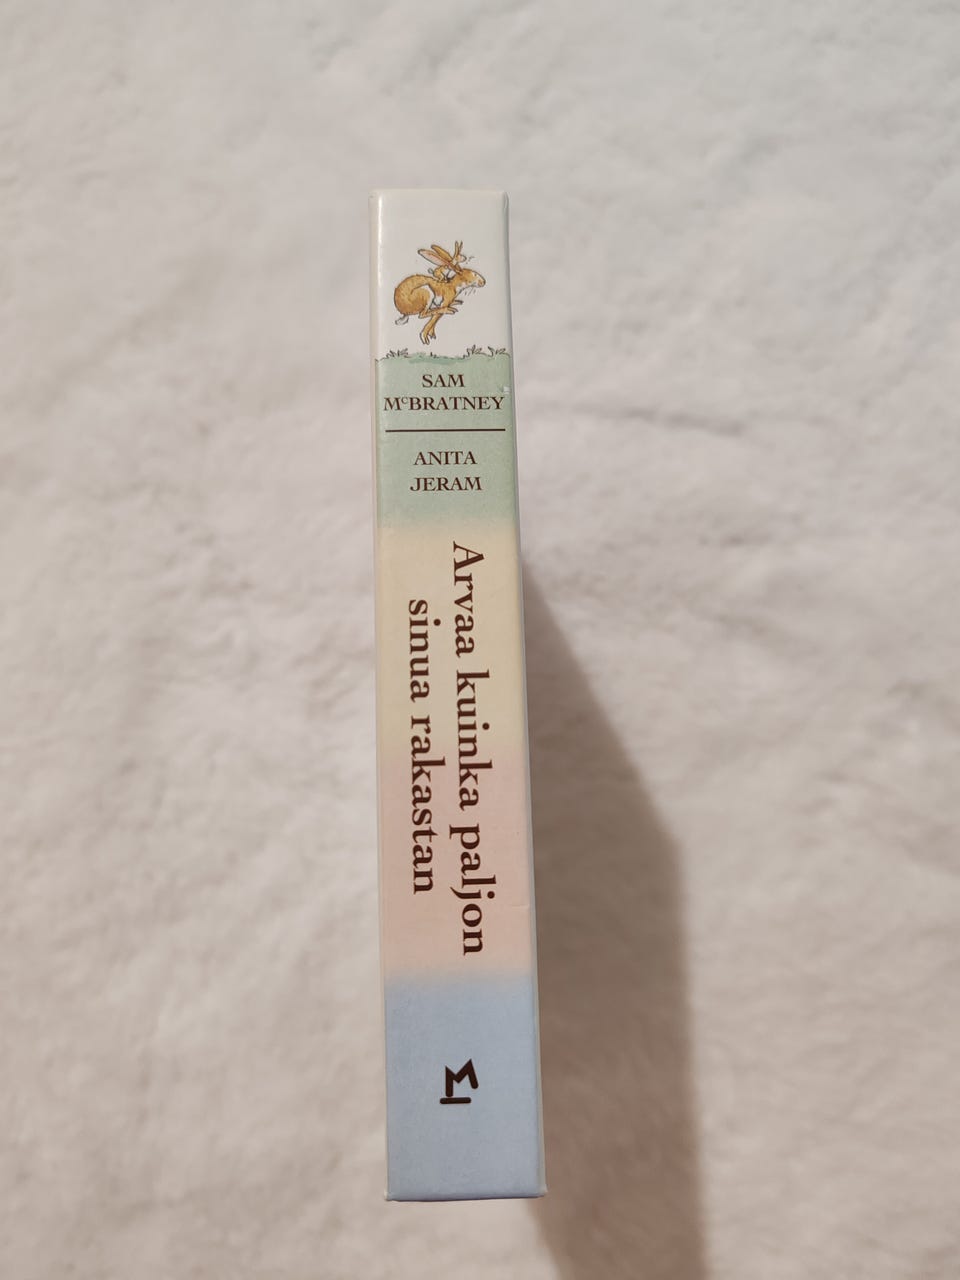 SAM
McBRATNEY
ANITA
JERAM
Arvaa kuinka paljon
sinua rakastan